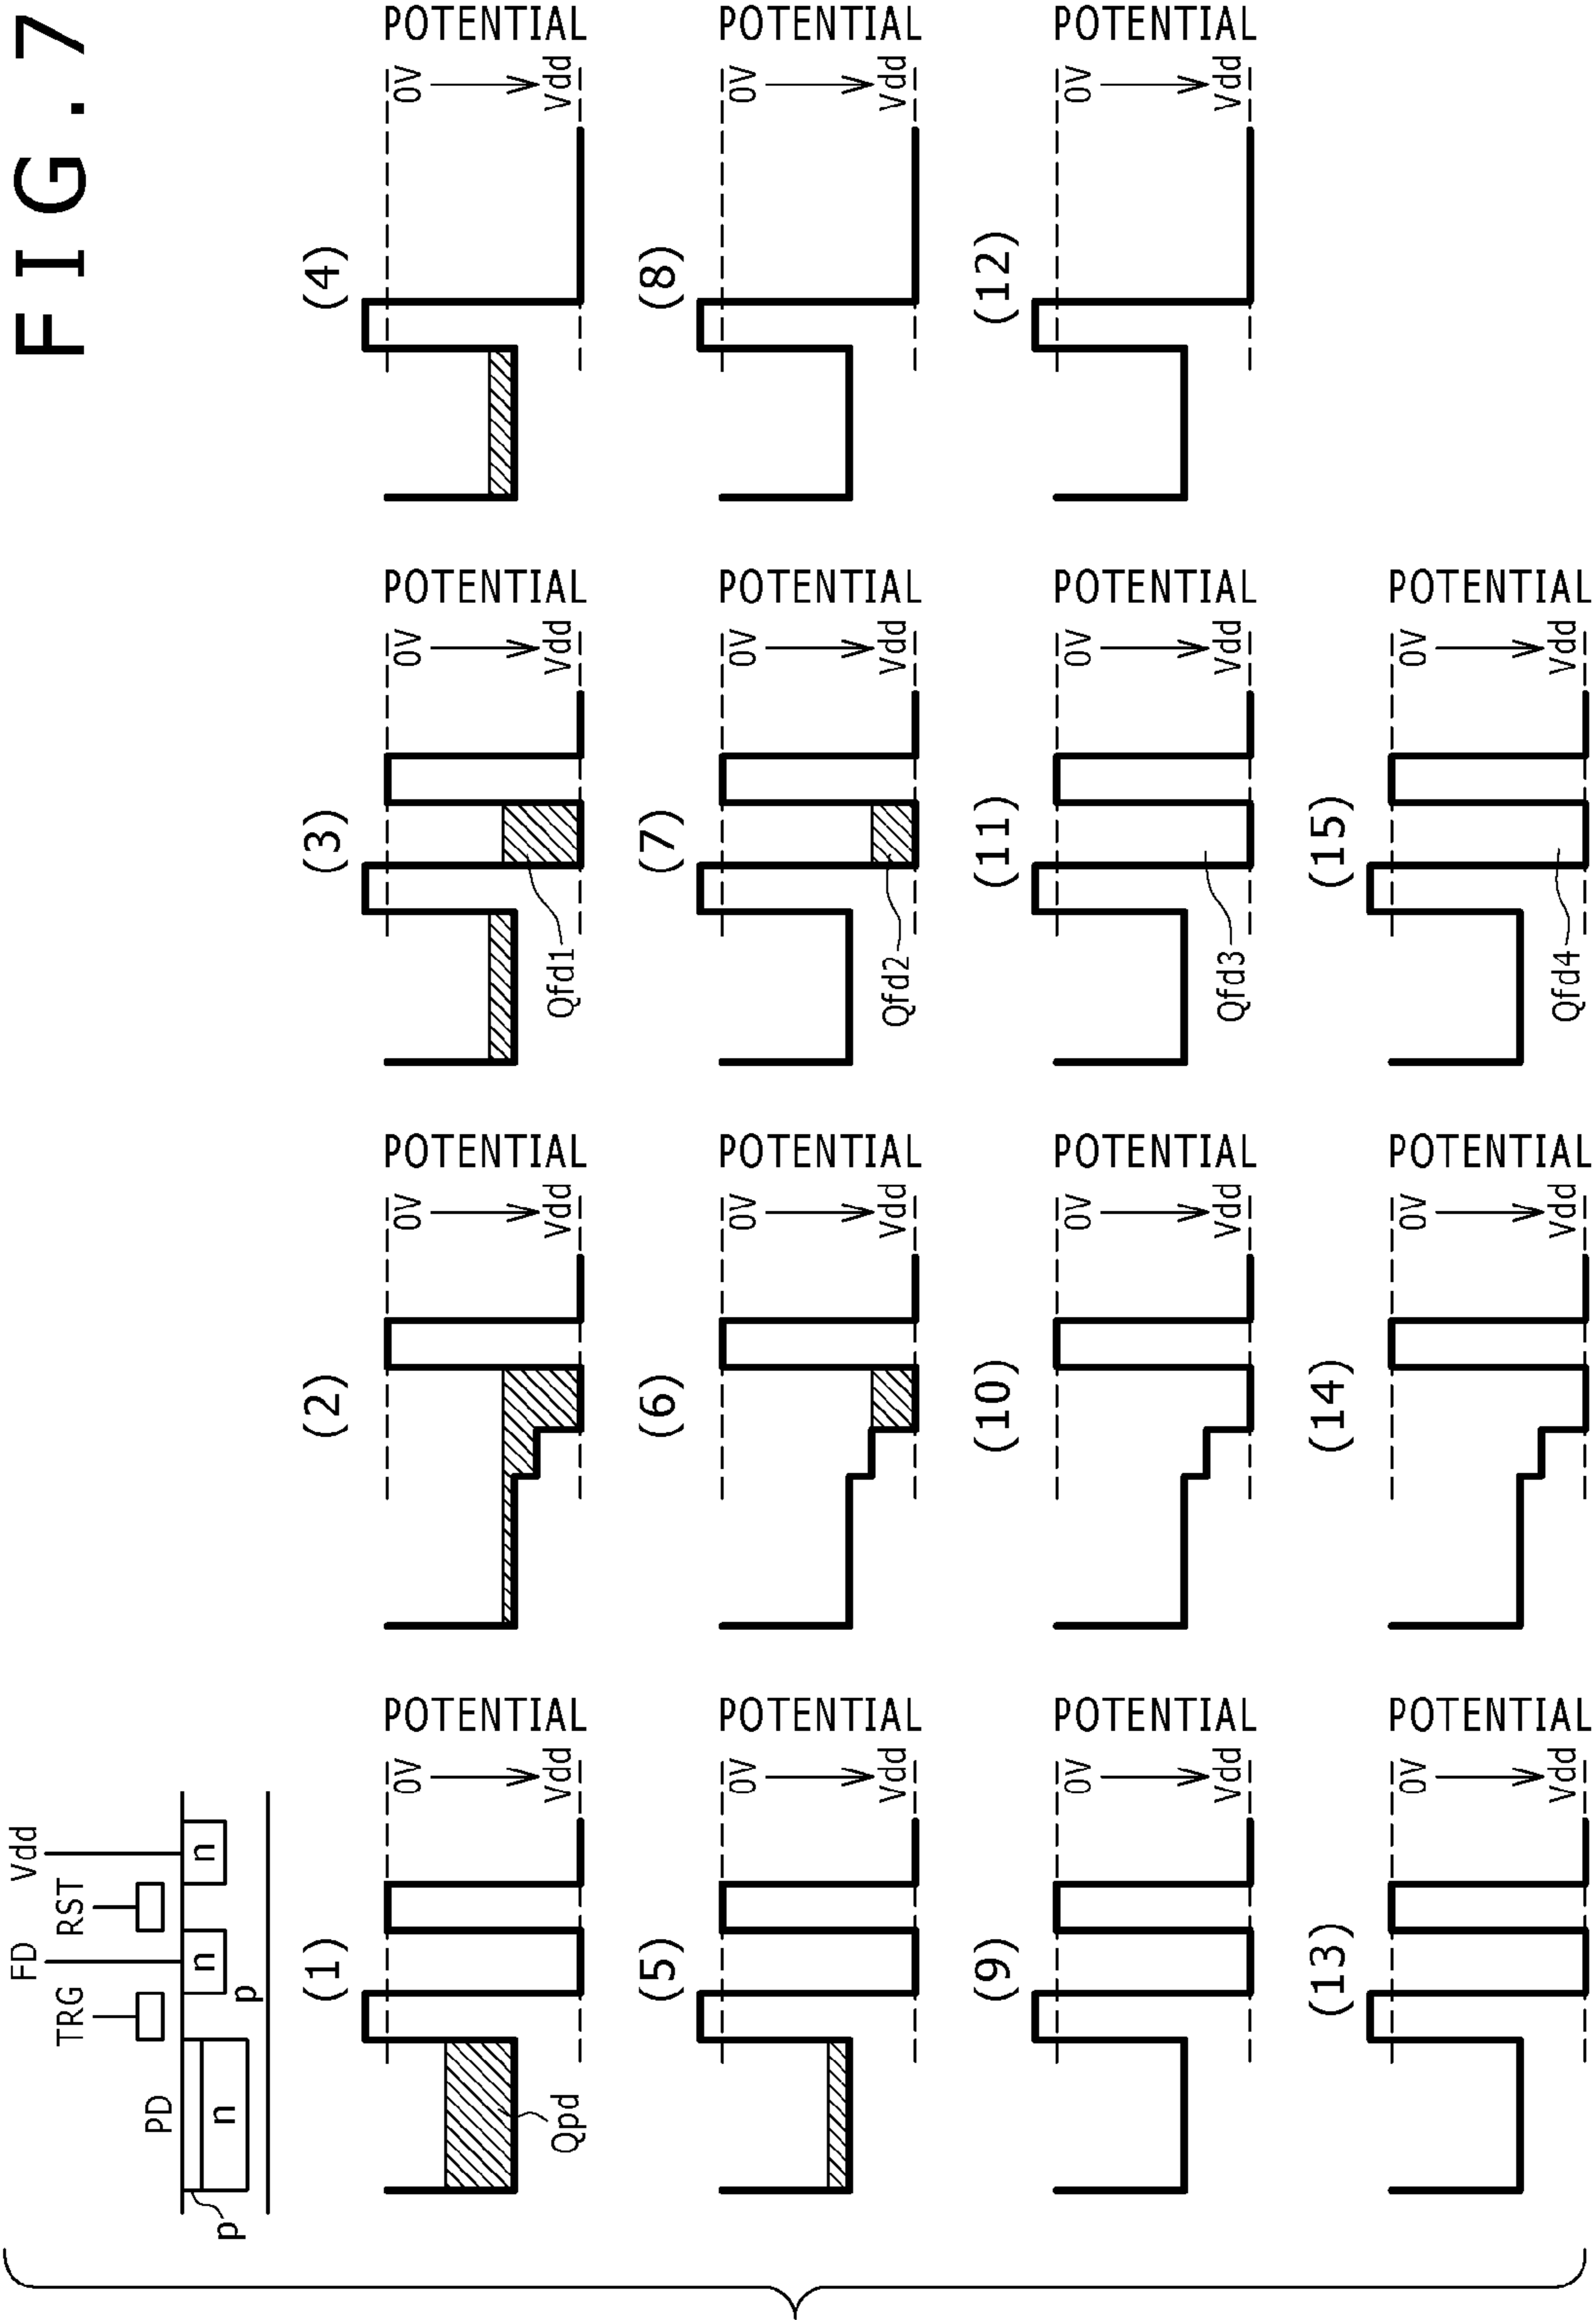 FIG.7
Vdd
FD
RST
TRG
PD
n
n
n
p
p
(1)
0V
Vdd
POTENTIAL
Qpd
(2)
0V
Vdd
POTENTIAL
(3)
0V
Vdd
POTENTIAL
Qfd1
(4)
0V
Vdd
POTENTIAL
(5)
0V
Vdd
POTENTIAL
(6)
0V
Vdd
POTENTIAL
(7)
0V
Vdd
POTENTIAL
Qfd2
(8)
0V
Vdd
POTENTIAL
(9)
0V
Vdd
POTENTIAL
(10)
0V
Vdd
POTENTIAL
(11)
0V
Vdd
POTENTIAL
Qfd3
(12)
0V
Vdd
POTENTIAL
(13)
0V
Vdd
POTENTIAL
(14)
0V
Vdd
POTENTIAL
(15)
0V
Vdd
POTENTIAL
Qfd4